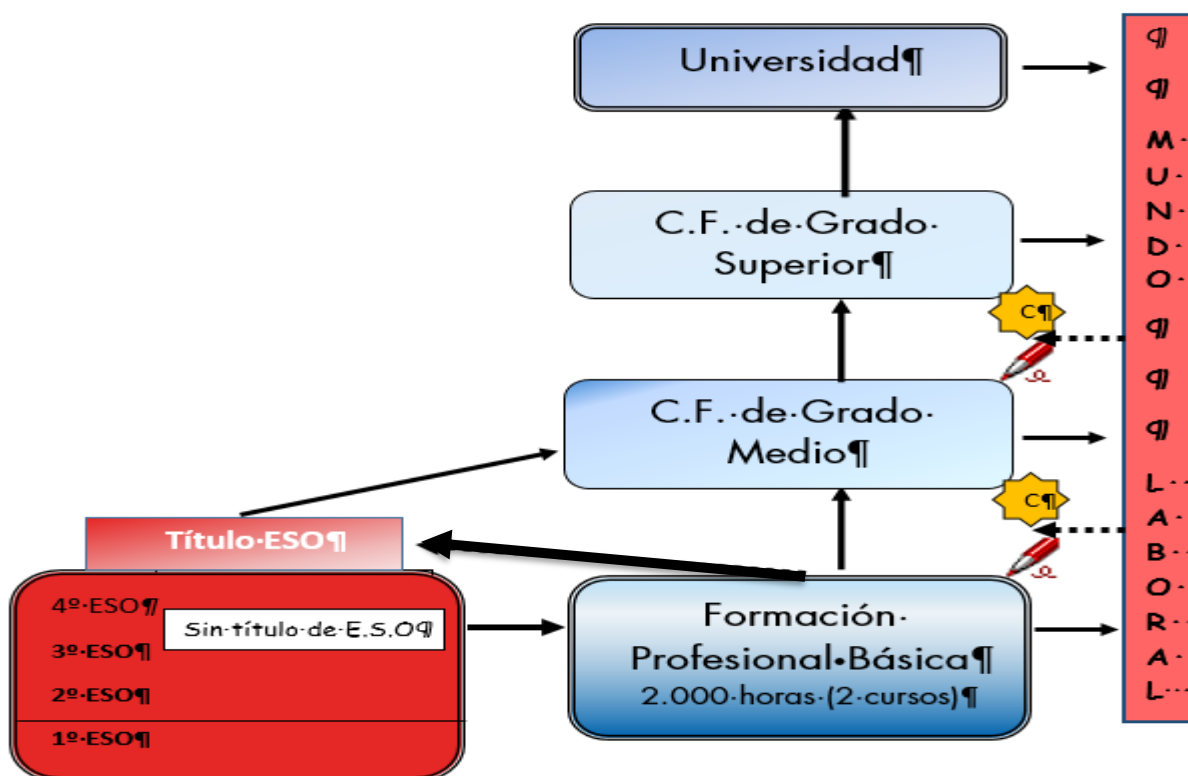 Universidad¶
C.F.·de·Grado·
Superior¶
C¶
C.F.·de·Grado·
Medio¶
C¶
Título·ESO¶
4º·ESO¶
Sin·título·de·E.S.O¶
3º·ESO¶
2º·ESO¶
1º·ESO¶
Formación·
Profesional•Básica¶
2.000·horas·(2·cursos)¶
¶
¶
M·
U·
N·
D·
O·
¶
¶
¶
L··
A·
B··
O·
R··
A·
L···